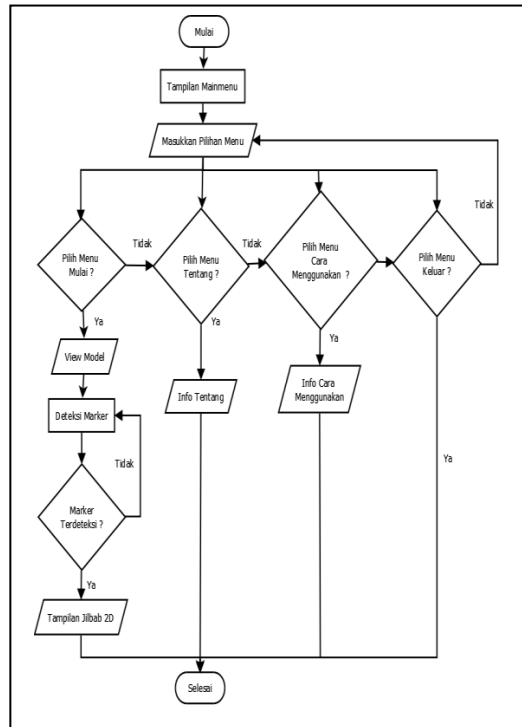 Mulai
Tampilan Mainmenu
Masukkan Pilihan Menu
Tidak
Tidak
Tidak
Pilih Menu
Mulai ?
Pilih Menu
Tentang ?
Pilih Menu
Cara
Menggunakan ?
Pilih Menu
Keluar ?
Ya
Ya
Ya
View Model
Info Tentang
Info Cara
Menggunakan
Deteksi Marker
Tidak
Ya
Marker
Terdeteksi ?
Ya
Tampilan Jilbab 2D
Selesai